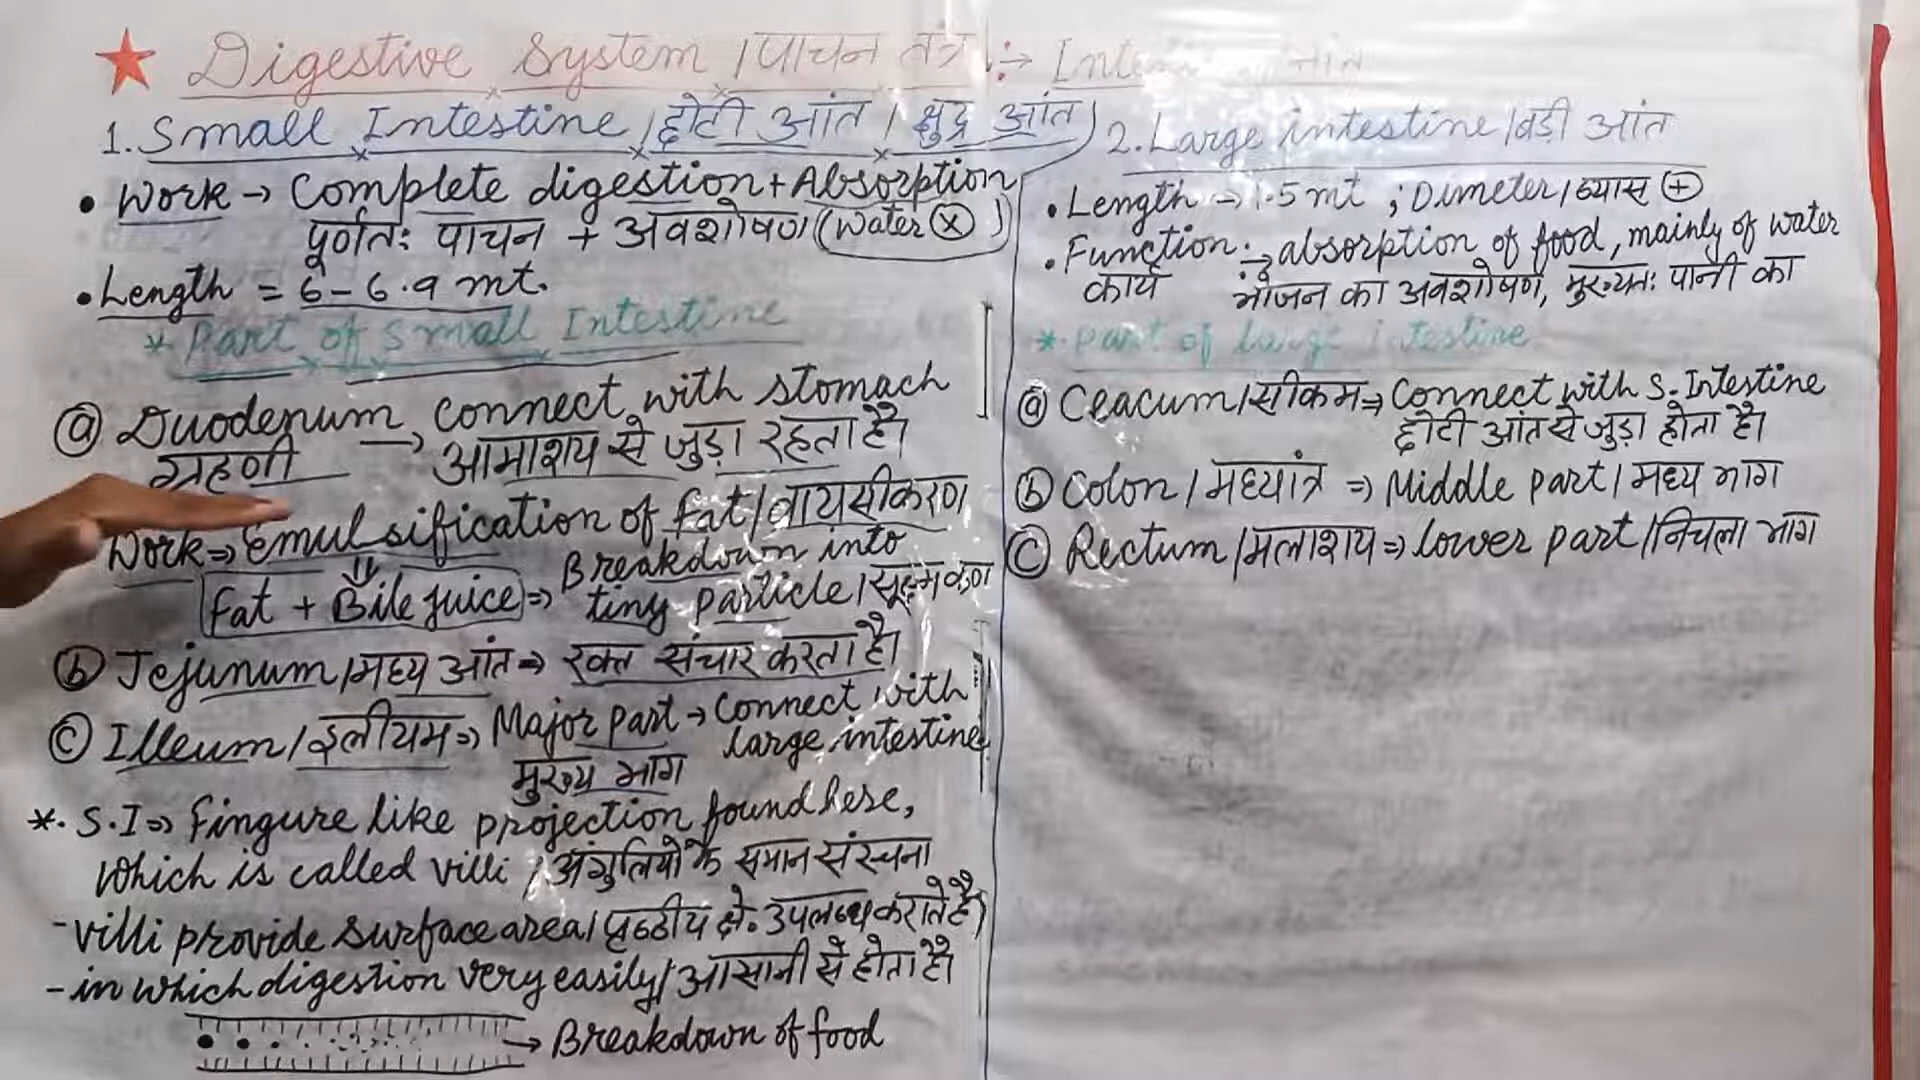 Digestive System / पाचन तंत्र :→
1. Small Intestine / छोटी आंत / क्षुद्र आंत
• Work → Complete digestion + Absorption
पूर्णतः पाचन + अवशोषण (Water ⓧ)
• Length = 6 – 6.9 mt.
* Part of Small Intestine
ⓐ Duodenum connect with stomach
ग्रहणी → आमाशय से जुड़ा रहता है।
Work ⇒ Emulsification of fat / वायसीकरण
Fat + Bile juice ⇒ Breakdown into
tiny particle / सूक्ष्म कण
ⓑ Jejunum / मध्य आंत ⇒ रक्त संचार करता है।
ⓒ Illeum / इलीयम ⇒ Major part → Connect with
मुख्य भाग large intestine
*. S.I ⇒ Fingure like projection found here,
which is called villi / अंगुलियों के समान संरचना
- villi provide surface area / पृष्ठीय क्षे० उपलब्ध कराते हैं)
- in which digestion very easily / आसानी से होता है।
→ Breakdown of food
2. Large intestine / बड़ी आंत
• Length → 1.5 mt ; Dimeter / व्यास ⊕
• Function :→ absorption of food, mainly of water
कार्य भोजन का अवशोषण, मुख्यतः पानी का
* Part of large intestine
ⓐ Ceacum / सीकम ⇒ Connect with S. Intestine
छोटी आंत से जुड़ा होता है।
ⓑ Colon / मध्यांत्र ⇒ Middle part / मध्य भाग
ⓒ Rectum / मलाशय ⇒ lower part / निचला भाग